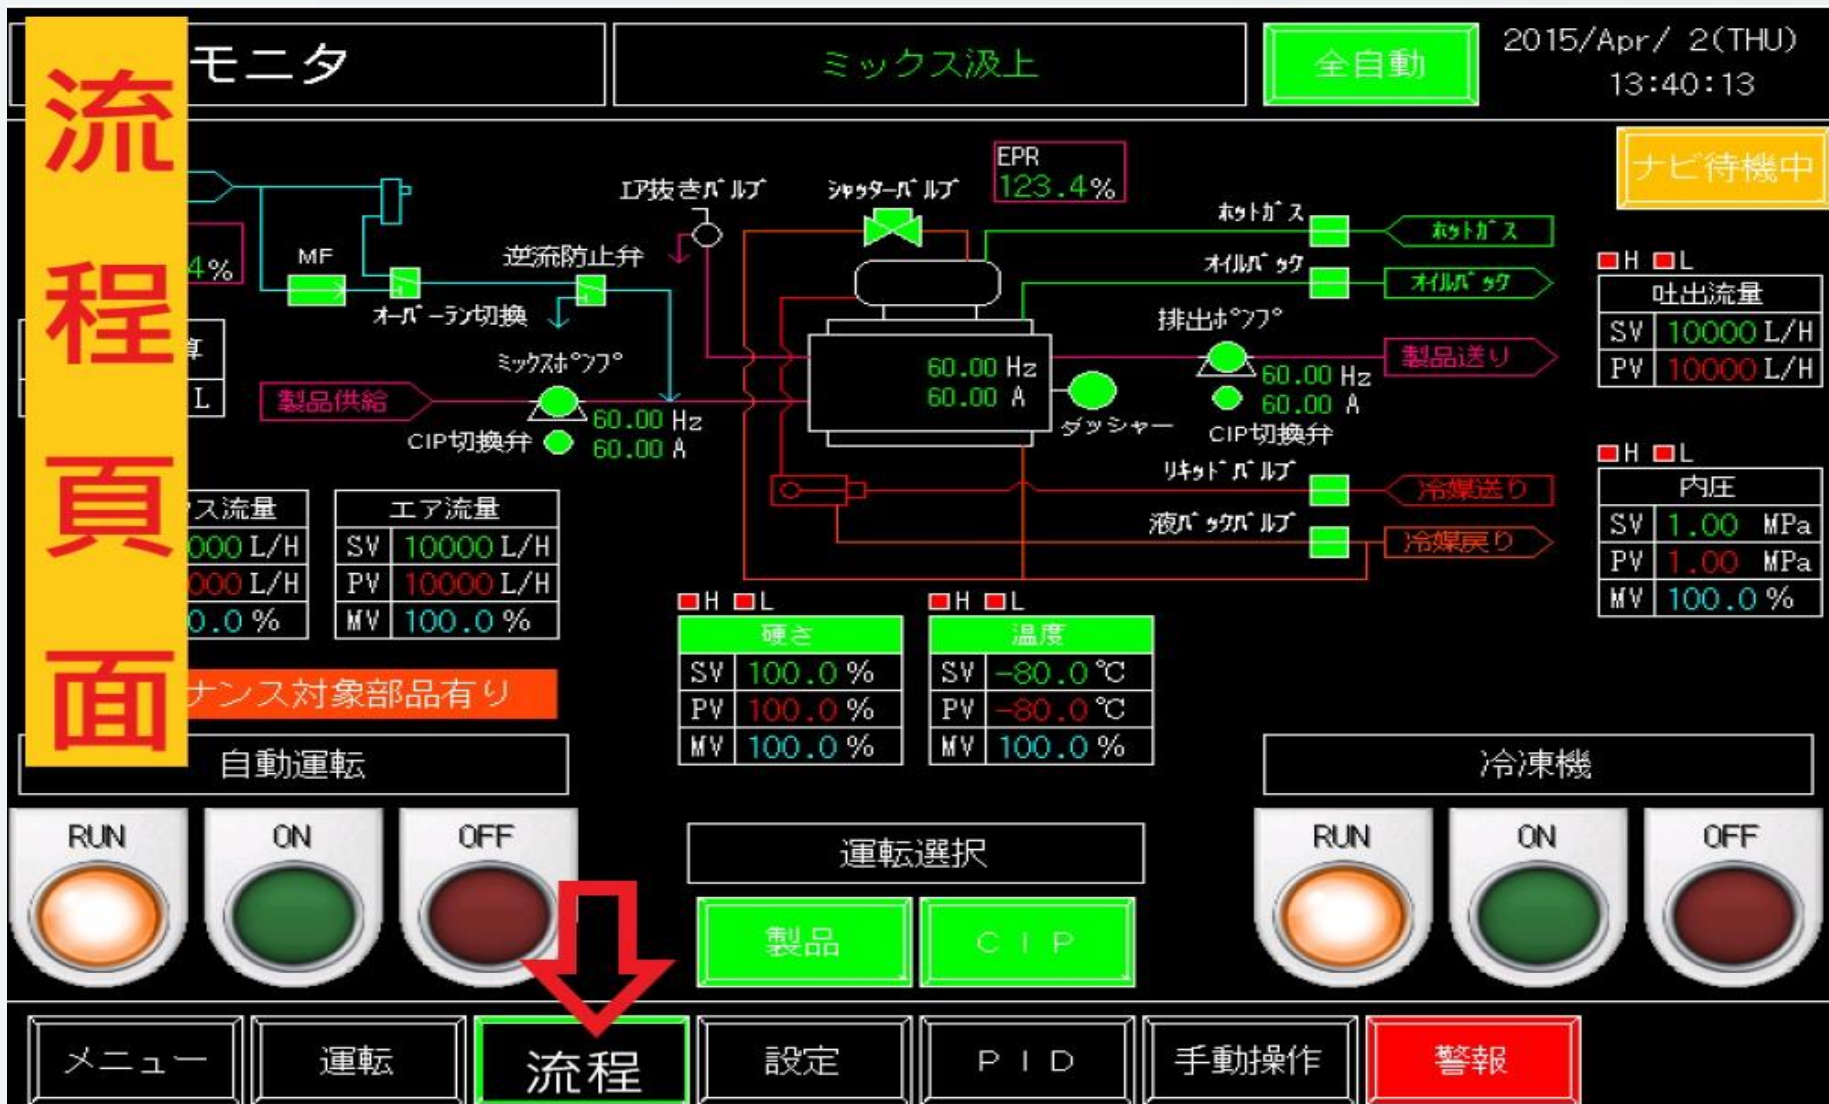 流程頁面
モニタ
ミックス汲上
全自動
2015/Apr/ 2(THU)
13:40:13
ナビ待機中
EPR
123.4%
エア抜きバルブ
シャッターバルブ
ホットガス
ホットガス
オイルバック
オイルバック
4%
MF
逆流防止弁
オーバーラン切換
ミックスポンプ
製品供給
60.00 Hz
CIP切換弁
60.00 A
60.00 Hz
60.00 A
ダッシャー
排出ポンプ
製品送り
60.00 Hz
60.00 A
CIP切換弁
リキッドバルブ
冷媒送り
液バックバルブ
冷媒戻り
算
L
H L
吐出流量
SV 10000 L/H
PV 10000 L/H
H L
内圧
SV 1.00 MPa
PV 1.00 MPa
MV 100.0 %
クス流量
000 L/H
000 L/H
0.0 %
エア流量
SV 10000 L/H
PV 10000 L/H
MV 100.0 %
H L
硬さ
SV 100.0 %
PV 100.0 %
MV 100.0 %
H L
温度
SV -80.0 ℃
PV -80.0 ℃
MV 100.0 %
ナンス対象部品有り
自動運転
RUN ON OFF
運転選択
製品 CIP
冷凍機
RUN ON OFF
メニュー 運転 流程 設定 PID 手動操作 警報